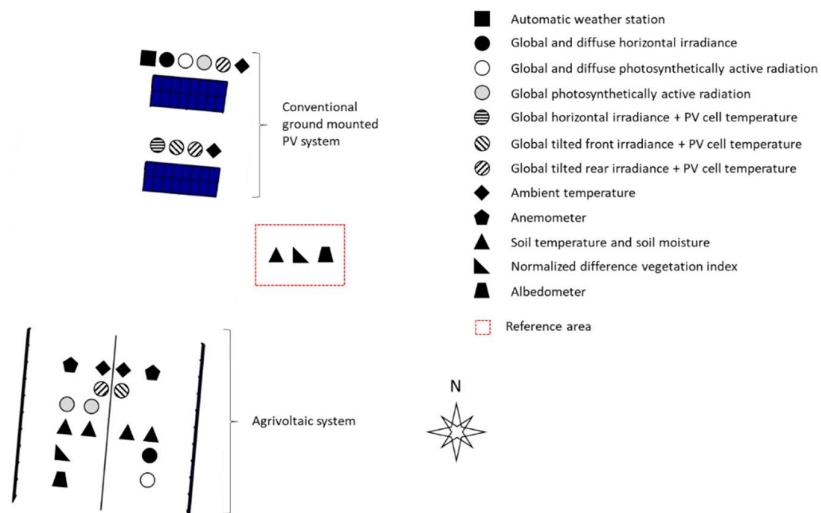 Automatic weather station
Global and diffuse horizontal irradiance
Global and diffuse photosynthetically active radiation
Global photosynthetically active radiation
Global horizontal irradiance + PV cell temperature
Global tilted front irradiance + PV cell temperature
Global tilted rear irradiance + PV cell temperature
Ambient temperature
Anemometer
Soil temperature and soil moisture
Normalized difference vegetation index
Albedometer
Reference area
Conventional
ground mounted
PV system
Agrivoltaic system
N